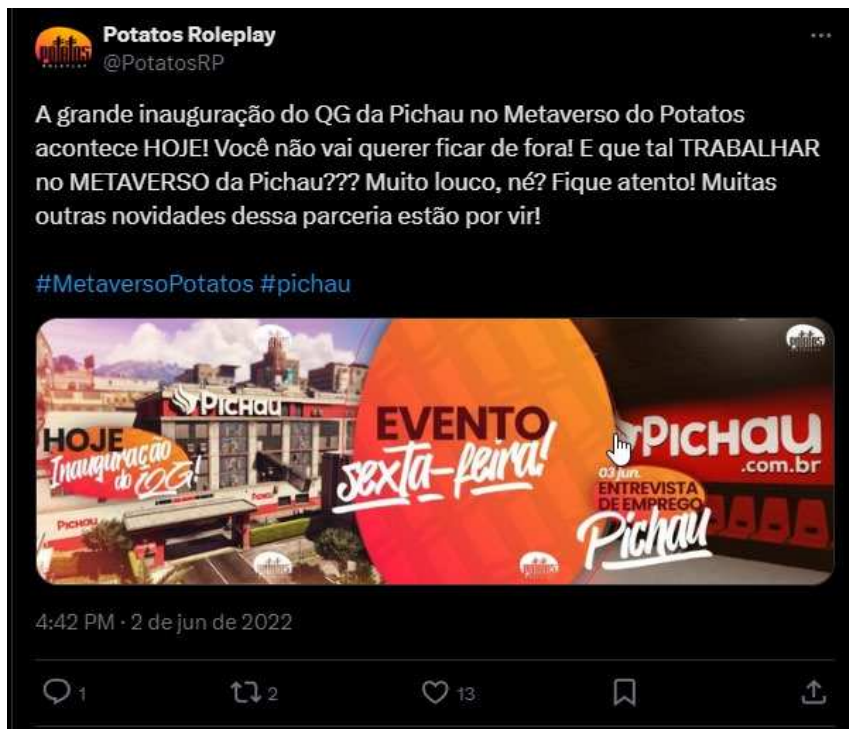 Potatos Roleplay
@PotatosRP
A grande inauguração do QG da Pichau no Metaverso do Potatos
acontece HOJE! Você não vai querer ficar de fora! E que tal TRABALHAR
no METAVERSO da Pichau??? Muito louco, né? Fique atento! Muitas
outras novidades dessa parceria estão por vir!
#MetaversoPotatos #pichau
PICHAU
HOJE
Inauguração
do QG!
PICHAU
EVENTO
sexta-feira!
PICHAU
.com.br
03 jun.
ENTREVISTA
DE EMPREGO
Pichau
4:42 PM · 2 de jun de 2022
1
2
13